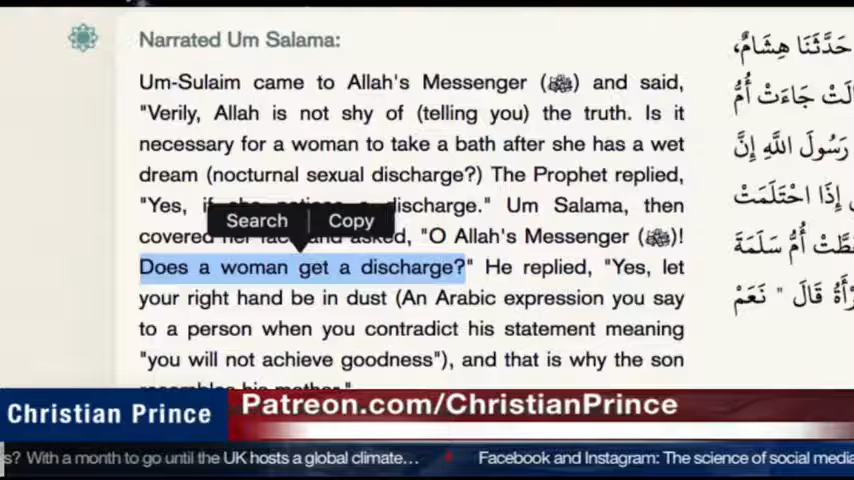 Narrated Um Salama:
Um-Sulaim came to Allah's Messenger (ﷺ) and said,
"Verily, Allah is not shy of (telling you) the truth. Is it
necessary for a woman to take a bath after she has a wet
dream (nocturnal sexual discharge?) The Prophet replied,
"Yes, if she notices a discharge." Um Salama, then
Search Copy
covered her face and asked, "O Allah's Messenger (ﷺ)!
Does a woman get a discharge?" He replied, "Yes, let
your right hand be in dust (An Arabic expression you say
to a person when you contradict his statement meaning
"you will not achieve goodness"), and that is why the son
resembles his mother."
حَدَّثَنَا هِشَامُ،
جَاءَتْ أُمُّ
رَسُولَ اللَّهِ إِنَّ
إِذَا احْتَلَمَتْ
أُمُّ سَلَمَةَ
قَالَ " نَعَمْ
Christian Prince
Patreon.com/ChristianPrince
s? With a month to go until the UK hosts a global climate…
Facebook and Instagram: The science of social media